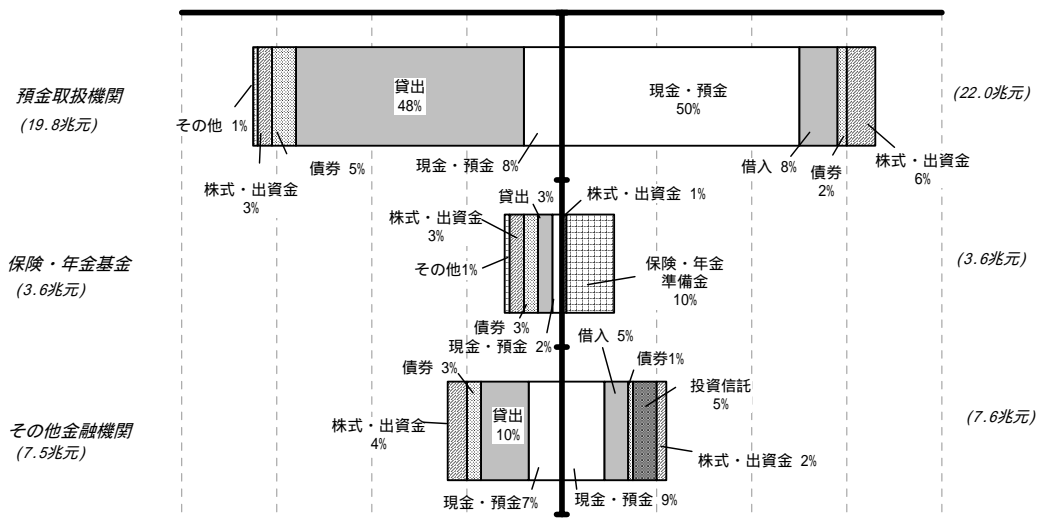 預金取扱機関
(19.8兆元)
その他 1%
株式・出資金
3%
債券 5%
貸出
48%
現金・預金 8%
現金・預金
50%
借入 8%
債券
2%
株式・出資金
6%
(22.0兆元)
保険・年金基金
(3.6兆元)
株式・出資金
3%
その他1%
貸出 3%
債券 3%
現金・預金 2%
株式・出資金 1%
保険・年金
準備金
10%
(3.6兆元)
その他金融機関
(7.5兆元)
株式・出資金
4%
債券 3%
貸出
10%
現金・預金7%
現金・預金 9%
借入 5%
債券1%
投資信託
5%
株式・出資金 2%
(7.6兆元)